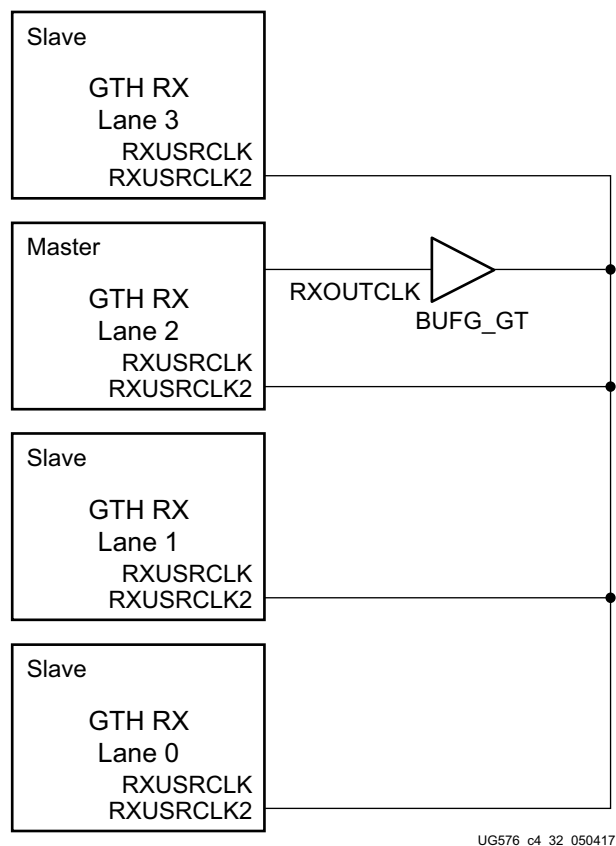 Slave
GTH RX
Lane 3
RXUSRCLK
RXUSRCLK2
Master
GTH RX
Lane 2
RXUSRCLK
RXUSRCLK2
RXOUTCLK
BUFG_GT
Slave
GTH RX
Lane 1
RXUSRCLK
RXUSRCLK2
Slave
GTH RX
Lane 0
RXUSRCLK
RXUSRCLK2
UG576_c4_32_050417